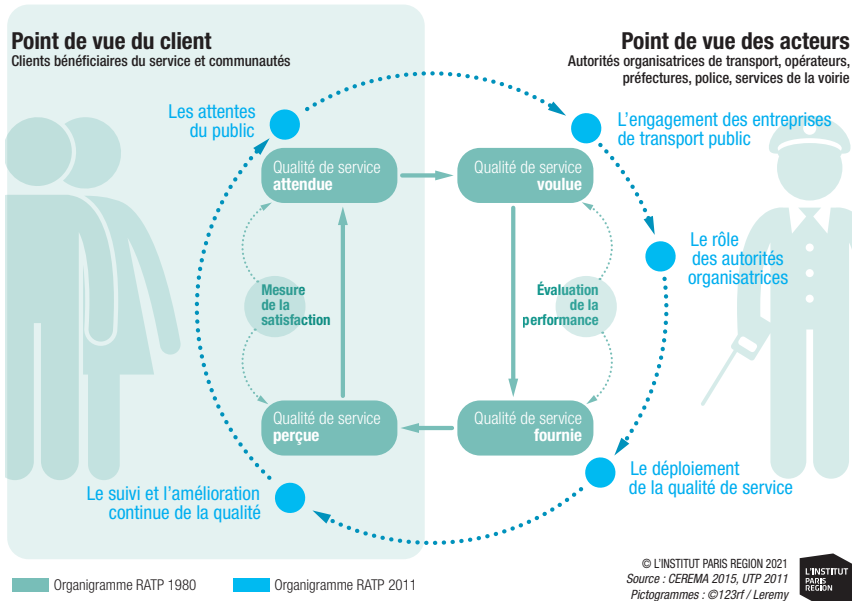 Point de vue du client
Clients bénéficiaires du service et communautés
Point de vue des acteurs
Autorités organisatrices de transport, opérateurs,
préfectures, police, services de la voirie
Les attentes
du public
L'engagement des entreprises
de transport public
Qualité de service
attendue
Qualité de service
voulue
Le rôle
des autorités
organisatrices
Mesure
de la
satisfaction
Évaluation
de la
performance
Qualité de service
perçue
Qualité de service
fournie
Le suivi et l'amélioration
continue de la qualité
Le déploiement
de la qualité de service
Organigramme RATP 1980
Organigramme RATP 2011
© L'INSTITUT PARIS REGION 2021
Source : CEREMA 2015, UTP 2011
Pictogrammes : ©123rf / Leremy
L'INSTITUT
PARIS
REGION